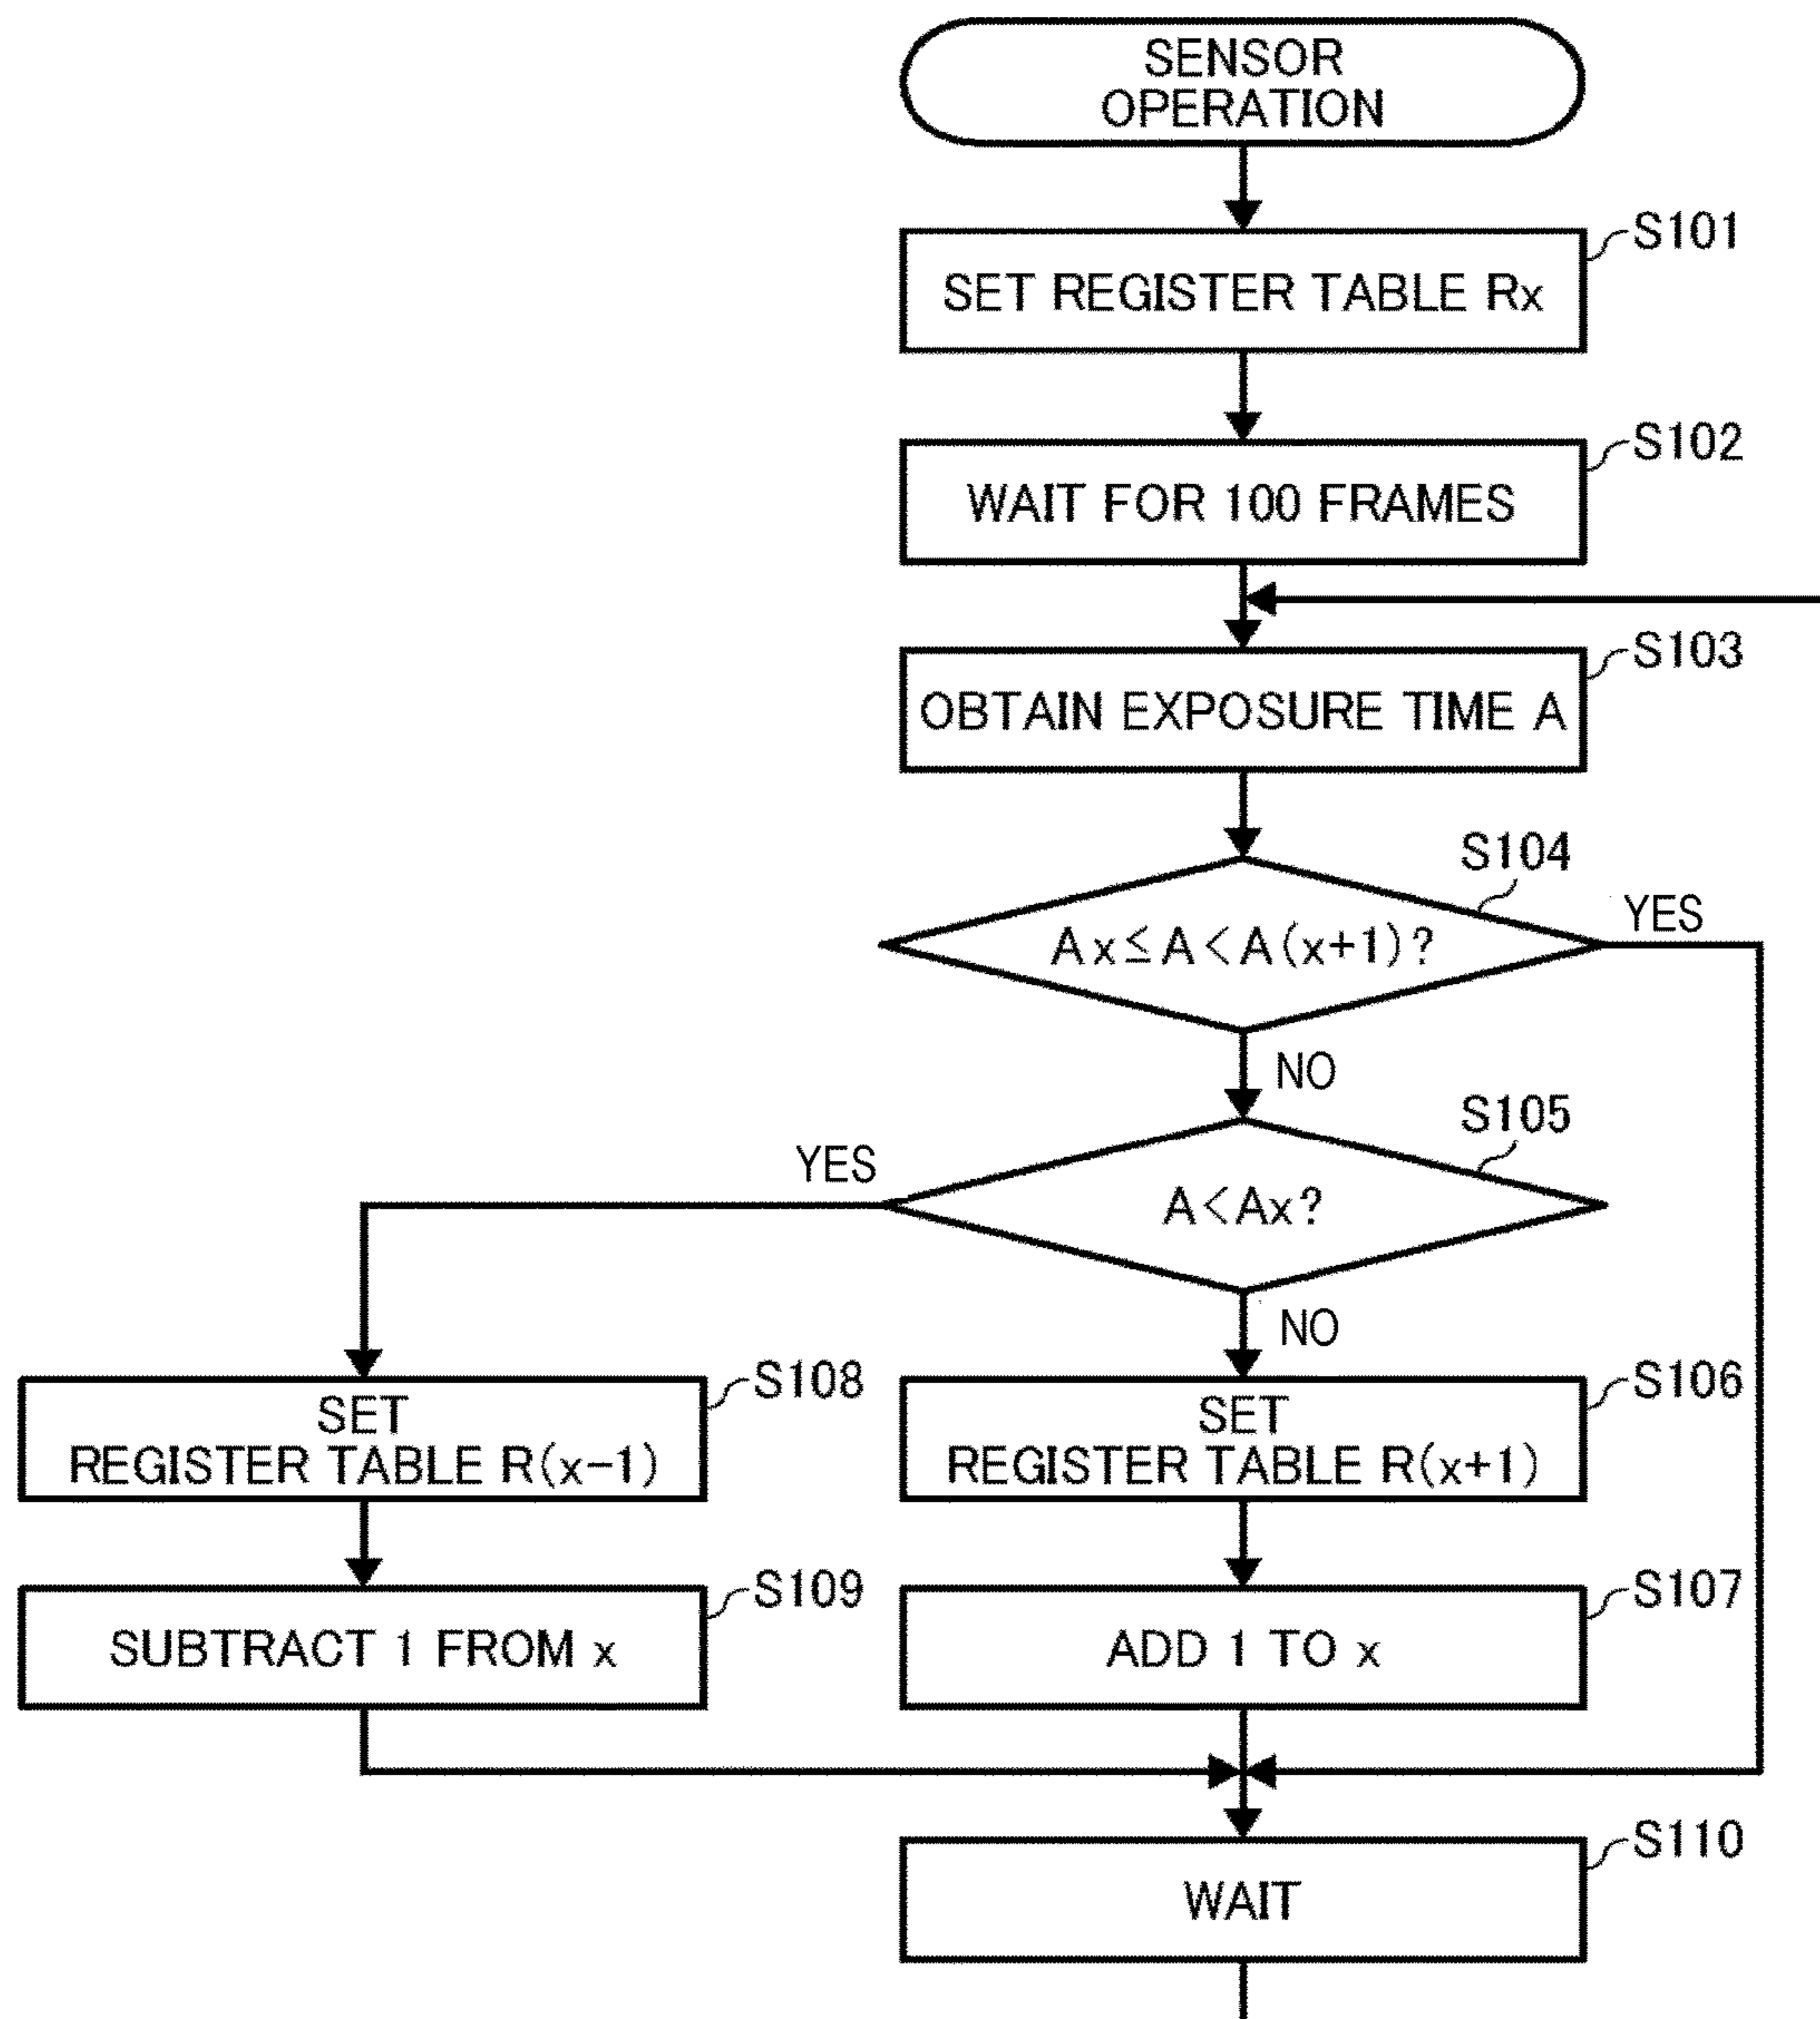 SENSOR
OPERATION
S101
SET REGISTER TABLE Rx
S102
WAIT FOR 100 FRAMES
S103
OBTAIN EXPOSURE TIME A
S104
Ax≦A<A(x+1)?
YES
NO
S105
A<Ax?
YES
NO
S108
SET
REGISTER TABLE R(x−1)
S106
SET
REGISTER TABLE R(x+1)
S109
SUBTRACT 1 FROM x
S107
ADD 1 TO x
S110
WAIT